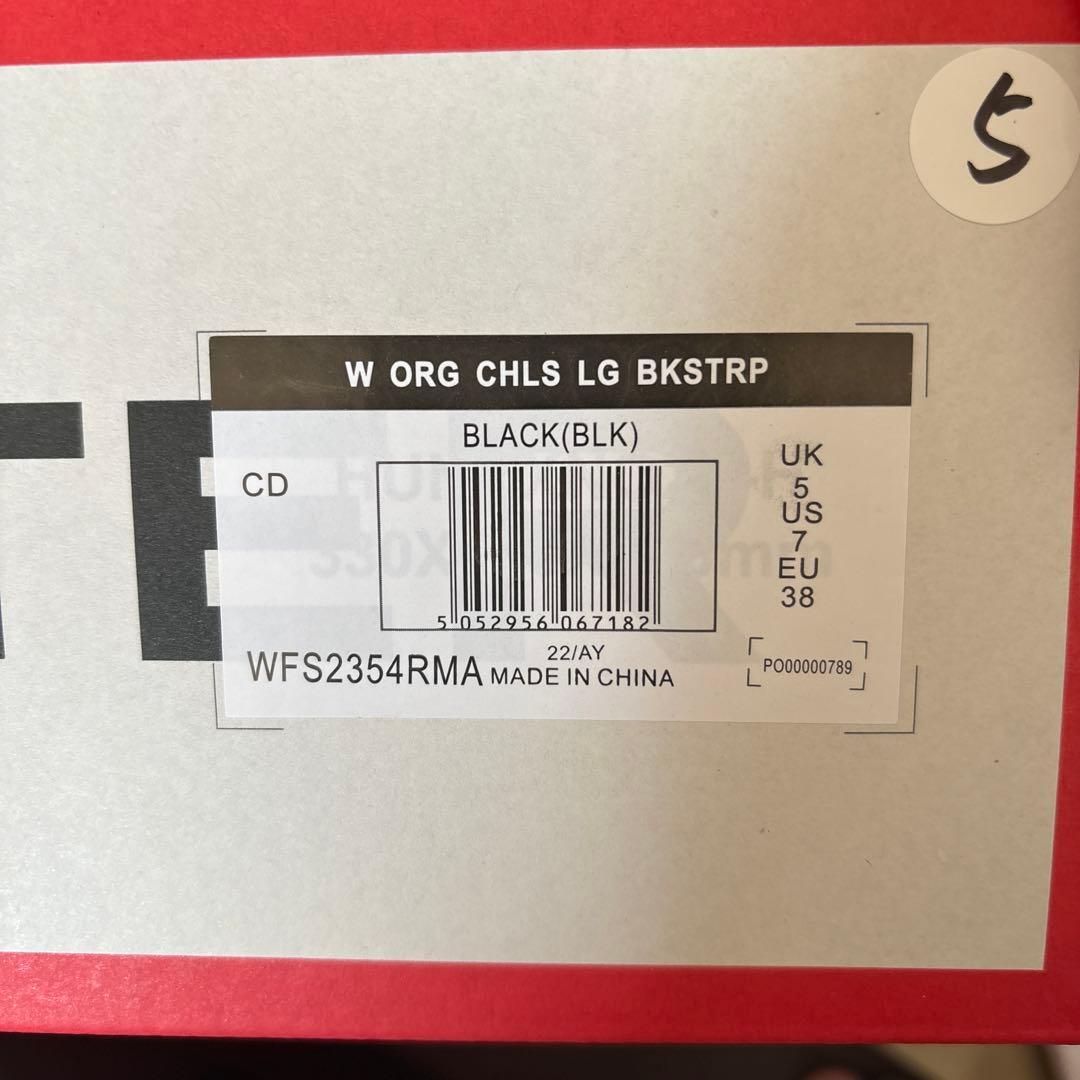 5
TE
W ORG CHLS LG BKSTRP
BLACK(BLK)
CD
UK
5
US
7
EU
38
5 052956 067182
22/AY
WFS2354RMA MADE IN CHINA
PO00000789